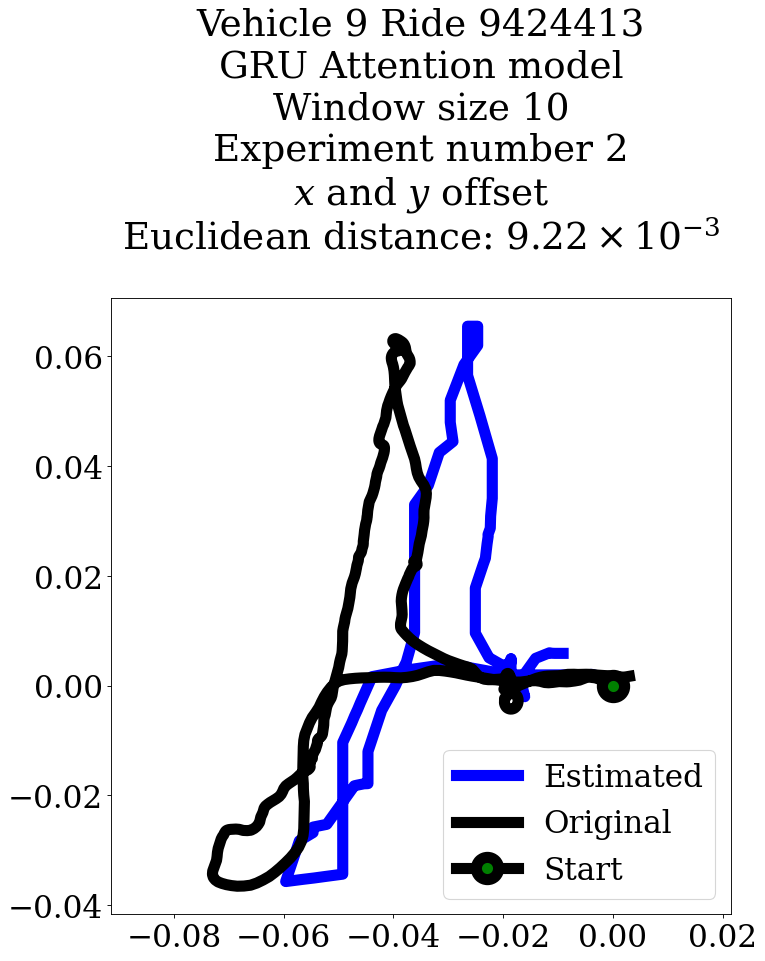 Vehicle 9 Ride 9424413
GRU Attention model
Window size 10
Experiment number 2
x and y offset
Euclidean distance: 9.22 × 10⁻³
0.06
0.04
0.02
0.00
−0.02
−0.04
Estimated
Original
Start
−0.08 −0.06 −0.04 −0.02 0.00 0.02